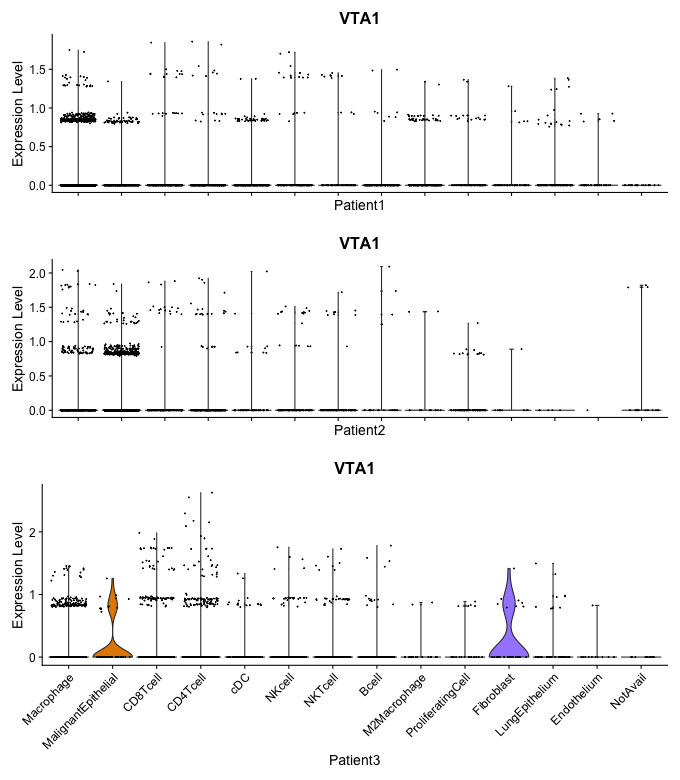 VTA1
Expression Level
1.5
1.0
0.5
0.0
Patient1
VTA1
Expression Level
2.0
1.5
1.0
0.5
0.0
Patient2
VTA1
Expression Level
2
1
0
Macrophage
MalignantEpithelial
CD8Tcell
CD4Tcell
cDC
NKcell
NKTcell
Bcell
M2Macrophage
ProliferatingCell
Fibroblast
LungEpithelium
Endothelium
NotAvail
Patient3